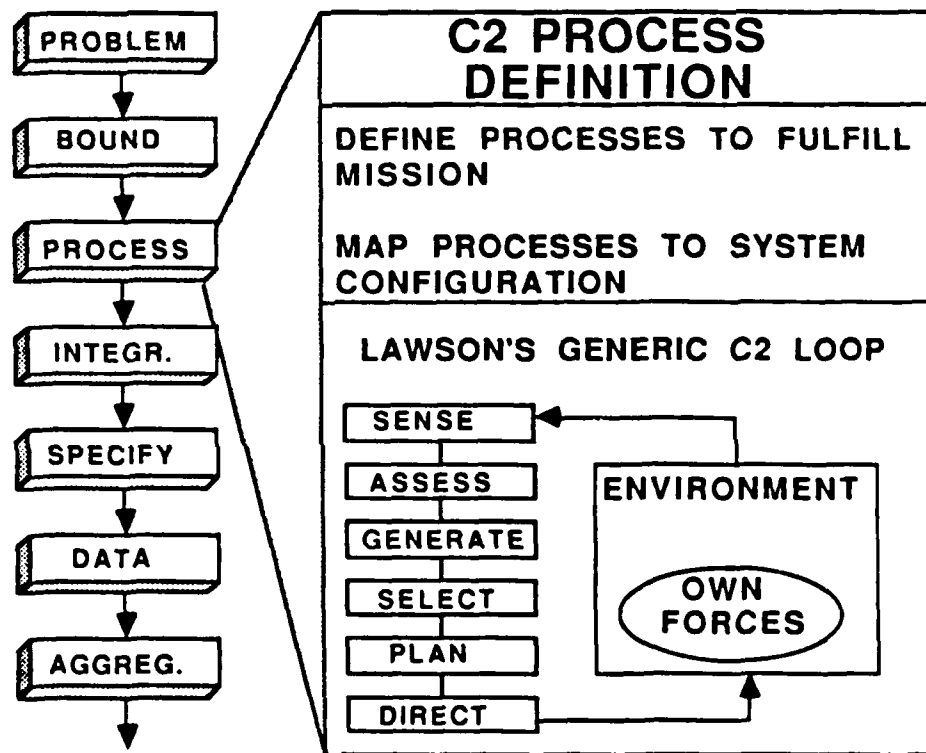 PROBLEM
BOUND
PROCESS
INTEGR.
SPECIFY
DATA
AGGREG.
C2 PROCESS
DEFINITION
DEFINE PROCESSES TO FULFILL
MISSION
MAP PROCESSES TO SYSTEM
CONFIGURATION
LAWSON'S GENERIC C2 LOOP
SENSE
ASSESS
GENERATE
SELECT
PLAN
DIRECT
ENVIRONMENT
OWN
FORCES